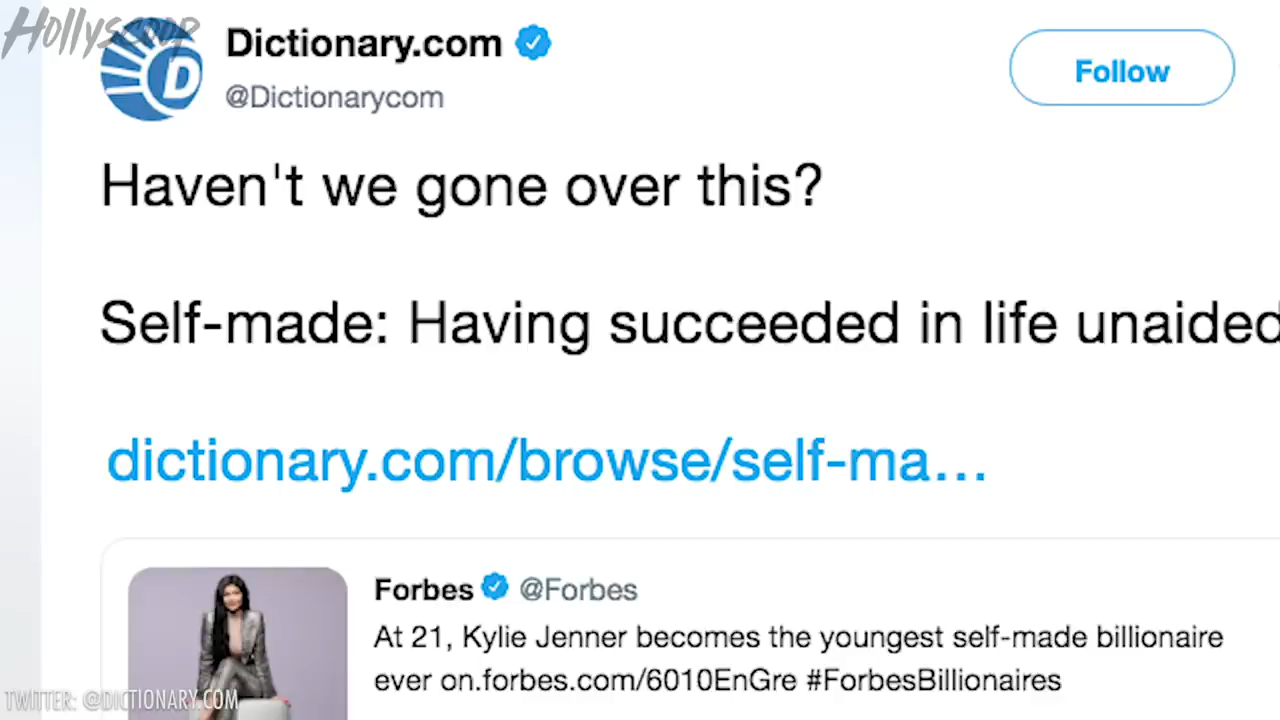 Hollyscoop
Dictionary.com
@Dictionarycom
Follow
Haven't we gone over this?
Self-made: Having succeeded in life unaided
dictionary.com/browse/self-ma...
Forbes @Forbes
At 21, Kylie Jenner becomes the youngest self-made billionaire
ever on.forbes.com/6010EnGre #ForbesBillionaires
TWITTER: @DICTIONARY.COM